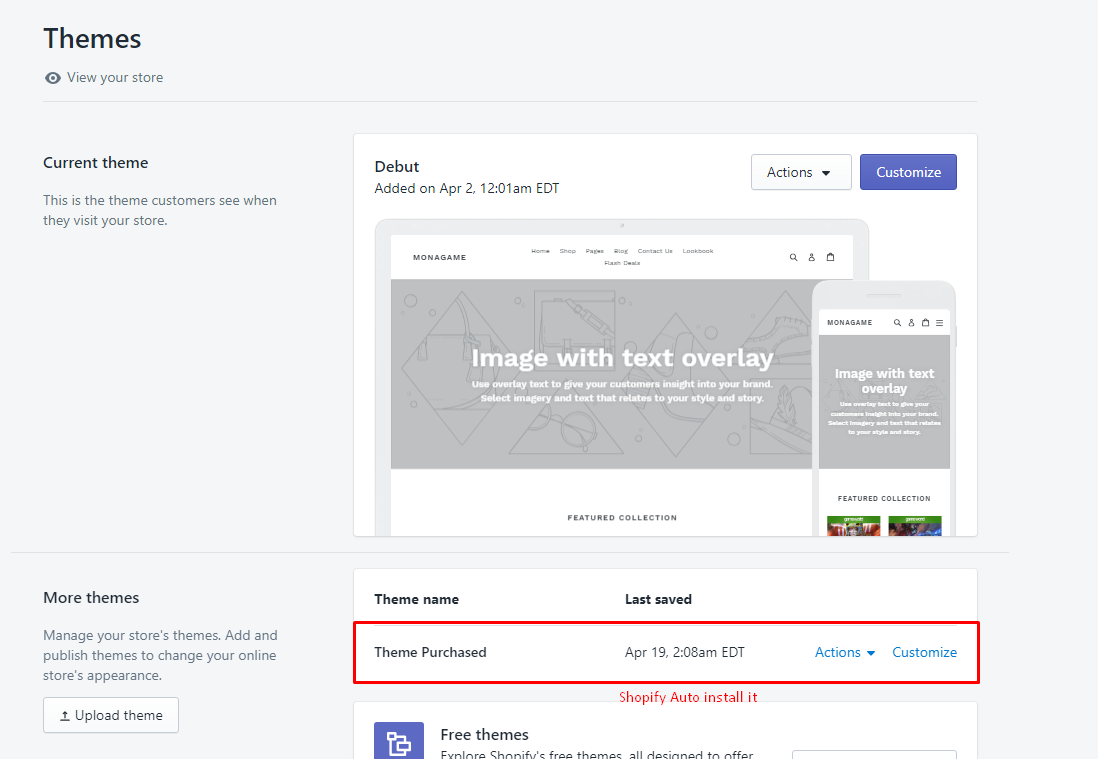 Themes
View your store
Current theme
This is the theme customers see when
they visit your store.
Debut
Added on Apr 2, 12:01am EDT
Actions
Customize
MONAGAME
Home Shop Pages Blog Contact Us Lookbook
Flash Deals
Image with text overlay
Use overlay text to give your customers insight into your brand.
Select imagery and text that relates to your style and story.
FEATURED COLLECTION
MONAGAME
Image with text
overlay
Use overlay text to give your
customers insight into your brand.
Select imagery and text that relates
to your style and story.
FEATURED COLLECTION
More themes
Manage your store's themes. Add and
publish themes to change your online
store's appearance.
Upload theme
Theme name Last saved
Theme Purchased Apr 19, 2:08am EDT Actions Customize
Shopify Auto install it
Free themes
Explore Shopify's free themes, all designed to offer